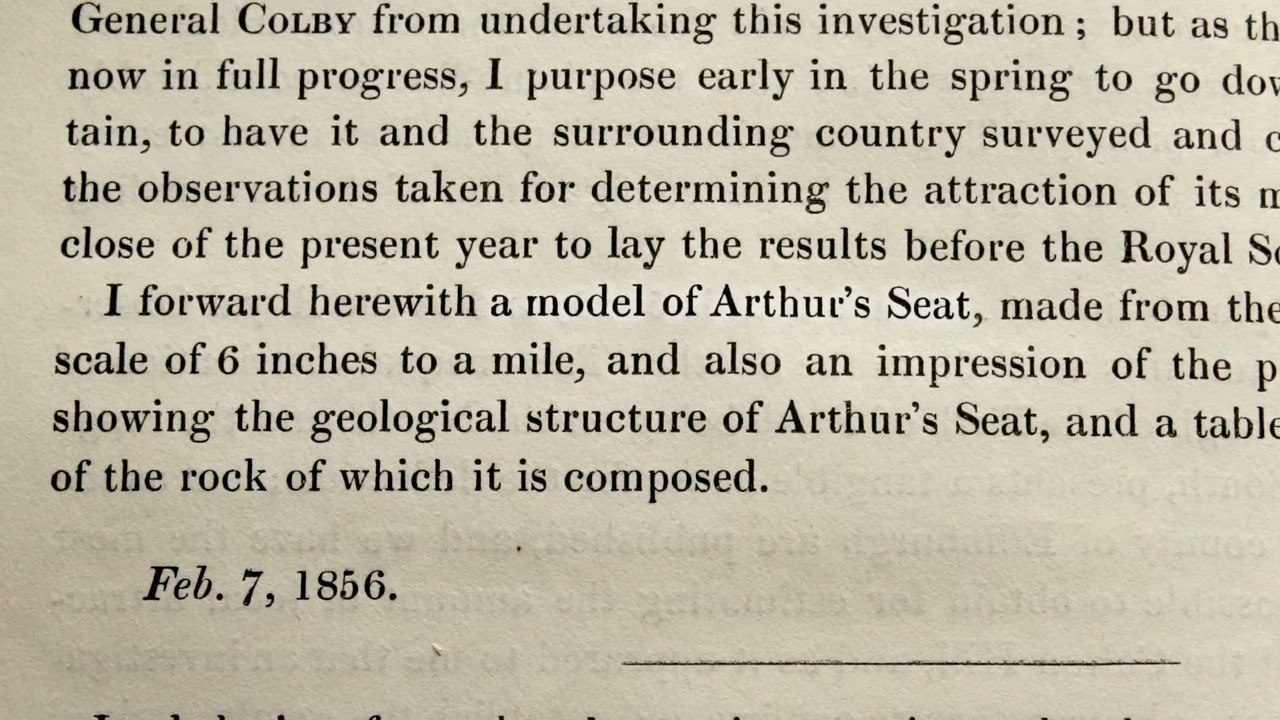 General COLBY from undertaking this investigation; but as
now in full progress, I purpose early in the spring to go
tain, to have it and the surrounding country surveyed and
the observations taken for determining the attraction of its
close of the present year to lay the results before the Royal
I forward herewith a model of Arthur's Seat, made from the
scale of 6 inches to a mile, and also an impression of the
showing the geological structure of Arthur's Seat, and a table
of the rock of which it is composed.
Feb. 7, 1856.